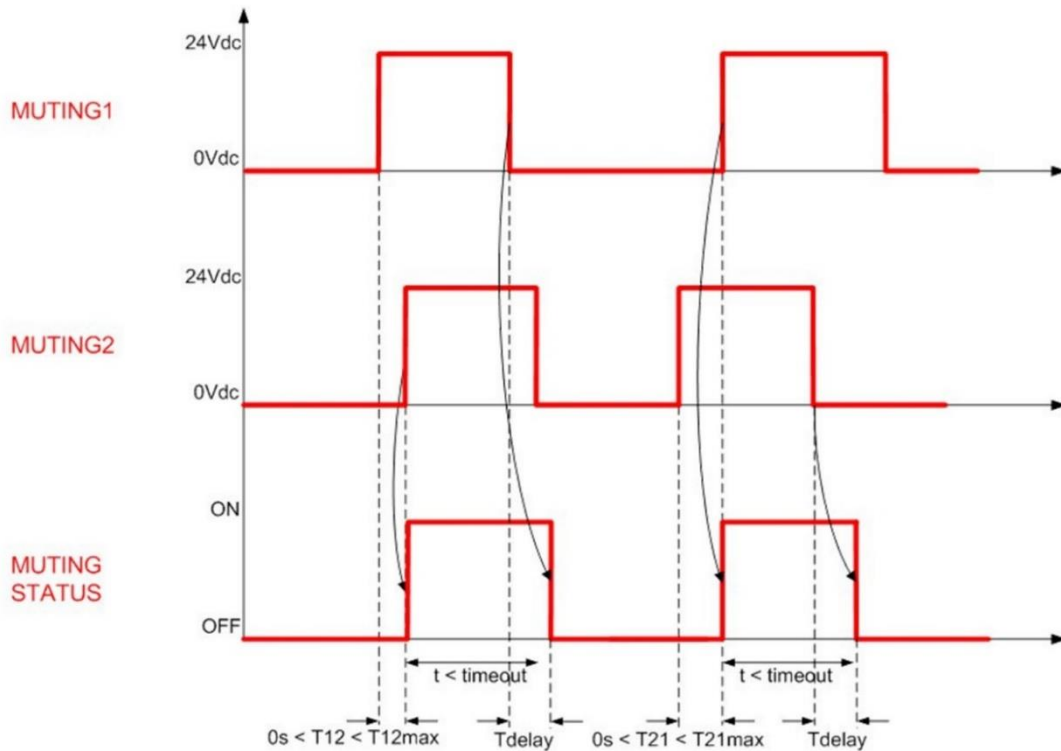 24Vdc
MUTING1
0Vdc
24Vdc
MUTING2
0Vdc
ON
MUTING
STATUS
OFF
t < timeout
t < timeout
0s < T12 < T12max
Tdelay
0s < T21 < T21max
Tdelay